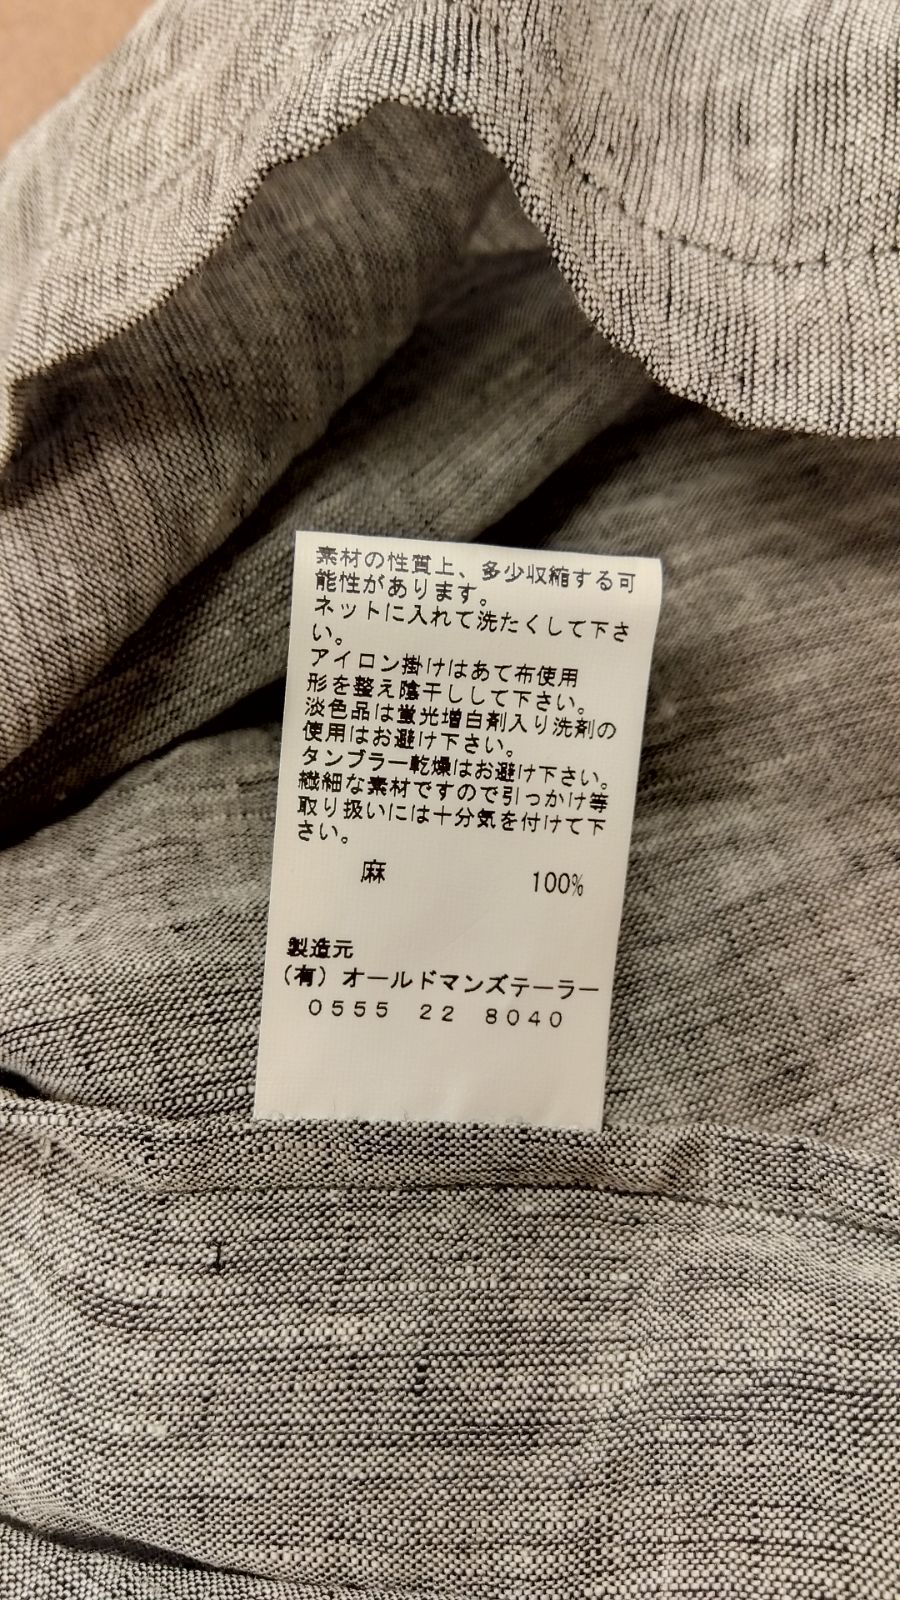 素材の性質上、多少収縮する可
能性があります。
ネットに入れて洗たくして下さ
い。
アイロン掛けはあて布使用
形を整え陰干しして下さい。
淡色品は蛍光増白剤入り洗剤の
使用はお避け下さい。
タンブラー乾燥はお避け下さい。
繊細な素材ですので引っかけ等
取り扱いには十分気を付けて下
さい。
麻 100%
製造元
(有) オールドマンズテーラー
0555 22 8040